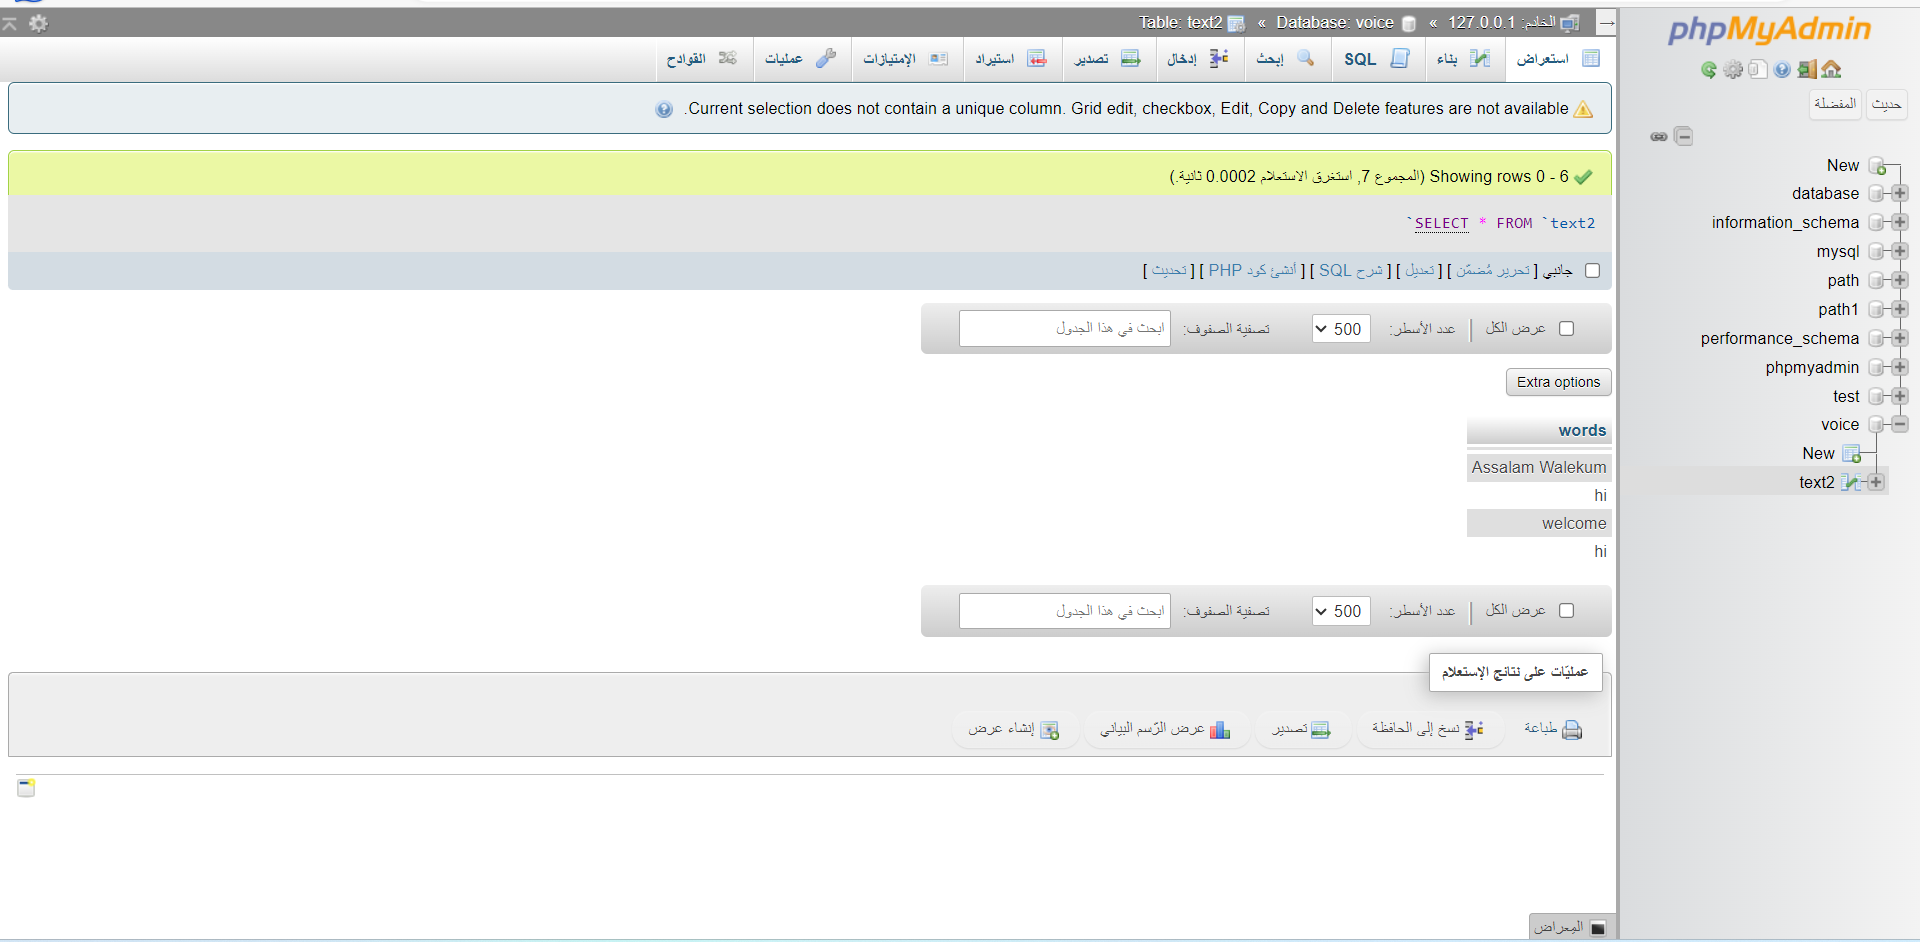 الخادم: 127.0.0.1 » Database: voice » Table: text2
استعراض بناء SQL إبحث إدخال تصدير استيراد الإمتيازات عمليات القوادح
Current selection does not contain a unique column. Grid edit, checkbox, Edit, Copy and Delete features are not available.
Showing rows 0 - 6 (المجموع 7, استغرق الاستعلام 0.0002 ثانية.)
SELECT * FROM `text2`
جانبي [ تحرير مُضمّن ] [ تعديل ] [ شرح SQL ] [ أنشئ كود PHP ] [ تحديث ]
عرض الكل | عدد الأسطر: 500 تصفية الصفوف: ابحث في هذا الجدول
Extra options
words
Assalam Walekum
hi
welcome
hi
عرض الكل | عدد الأسطر: 500 تصفية الصفوف: ابحث في هذا الجدول
عمليّات على نتائج الإستعلام
طباعة نسخ إلى الحافظة تصدير عرض الرّسم البياني إنشاء عرض
المِعراض
phpMyAdmin
حديث المفضلة
New
database
information_schema
mysql
path
path1
performance_schema
phpmyadmin
test
voice
New
text2